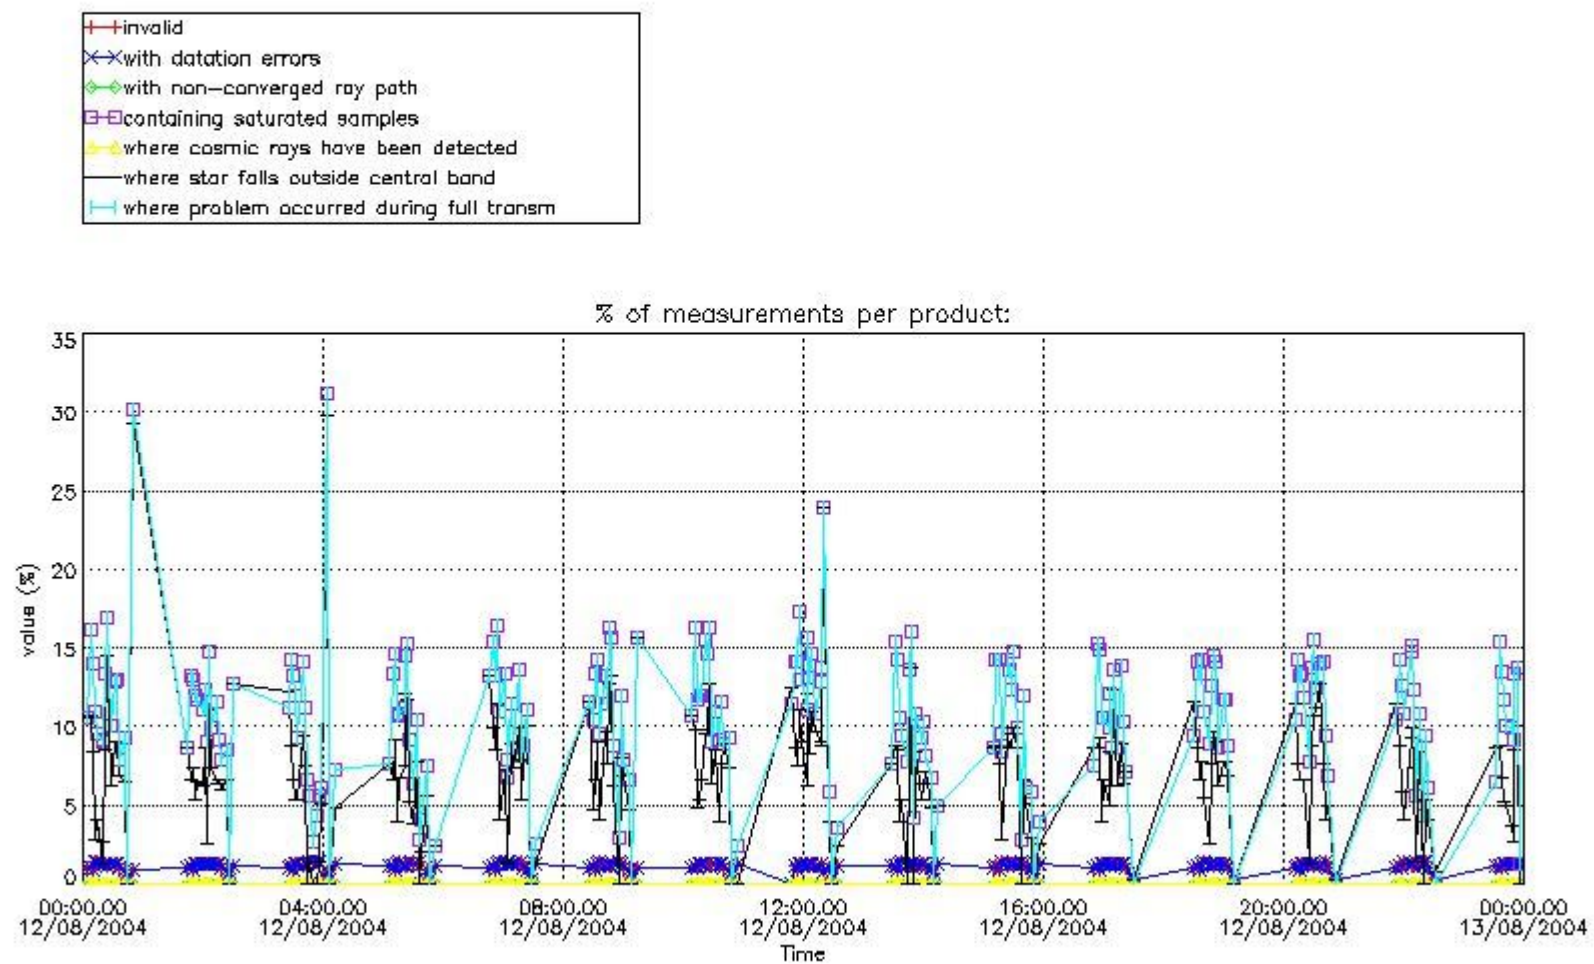 invalid
with datation errors
with non-converged ray path
containing saturated samples
where cosmic rays have been detected
where star falls outside central band
where problem occurred during full transm
% of measurements per product:
35
30
25
20
15
10
5
0
value (%)
00:00:00 04:00:00 08:00:00 12:00:00 16:00:00 20:00:00 00:00:00
12/08/2004 12/08/2004 12/08/2004 12/08/2004 12/08/2004 12/08/2004 13/08/2004
Time